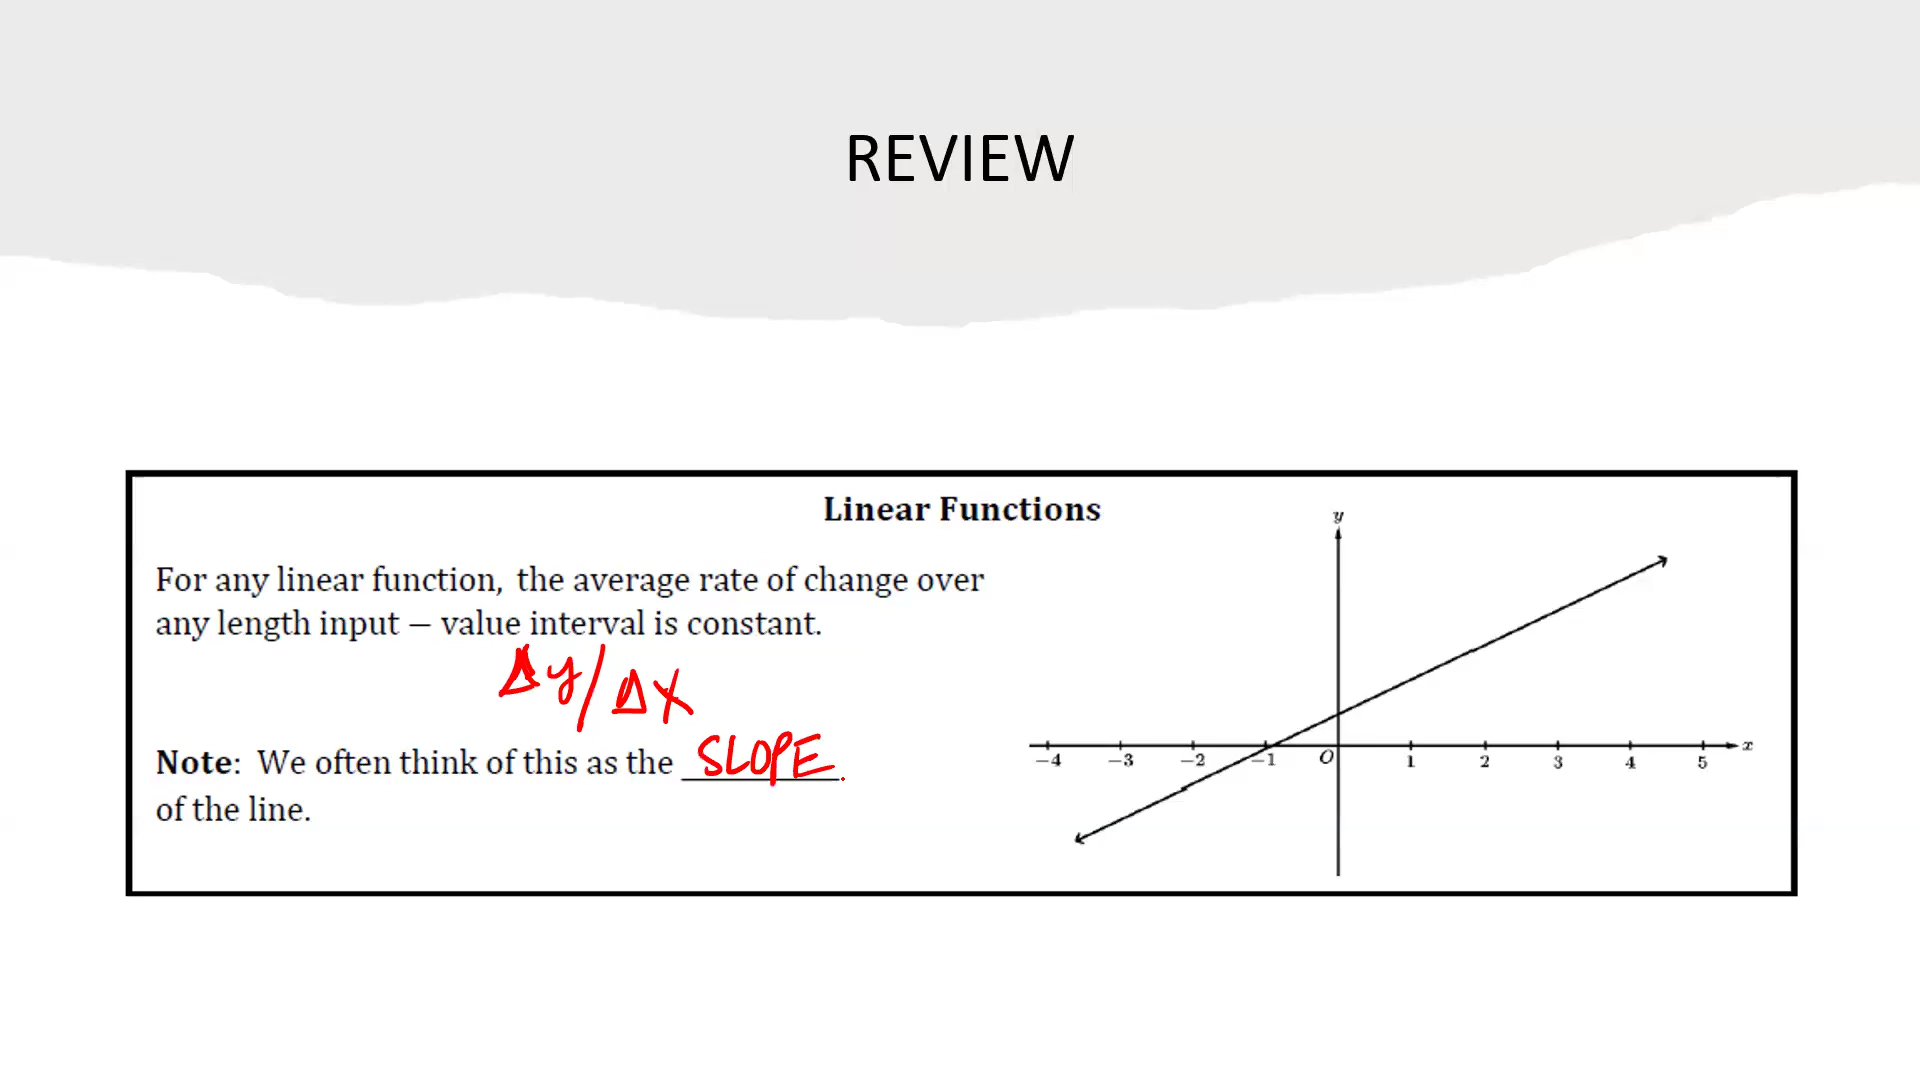 REVIEW
Linear Functions
For any linear function, the average rate of change over
any length input – value interval is constant.
Δy/Δx
Note: We often think of this as the SLOPE.
of the line.
y
-4 -3 -2 -1 O 1 2 3 4 5 x